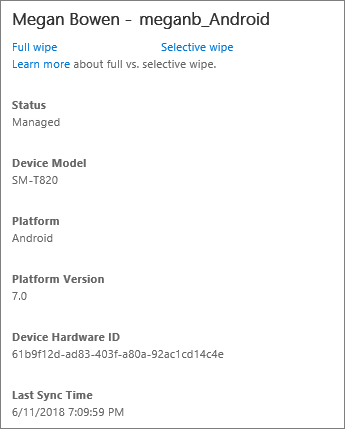 Megan Bowen - meganb_Android
Full wipe Selective wipe
Learn more about full vs. selective wipe.
Status
Managed
Device Model
SM-T820
Platform
Android
Platform Version
7.0
Device Hardware ID
61b9f12d-ad83-403f-a80a-92ac1cd14c4e
Last Sync Time
6/11/2018 7:09:59 PM